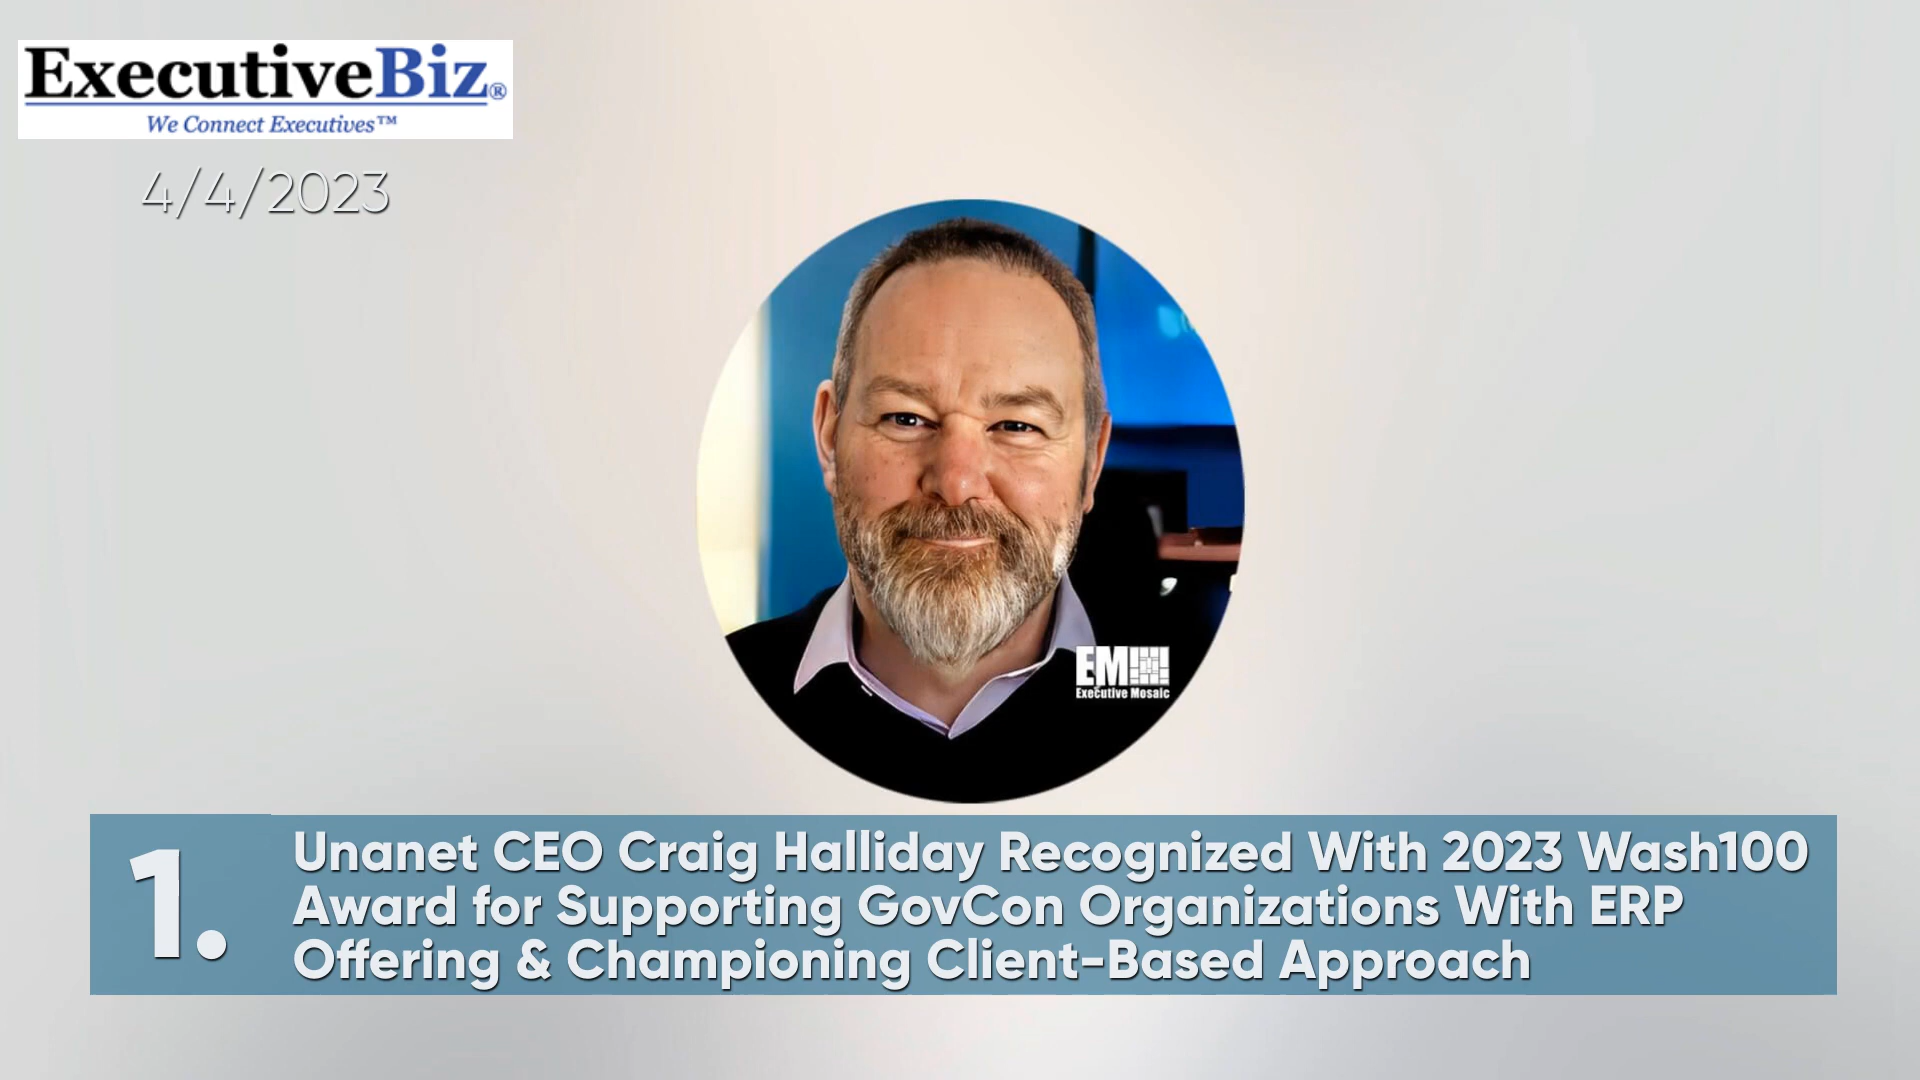 ExecutiveBiz®
We Connect Executives™
4/4/2023
EM
Executive Mosaic
1.
Unanet CEO Craig Halliday Recognized With 2023 Wash100
Award for Supporting GovCon Organizations With ERP
Offering & Championing Client-Based Approach